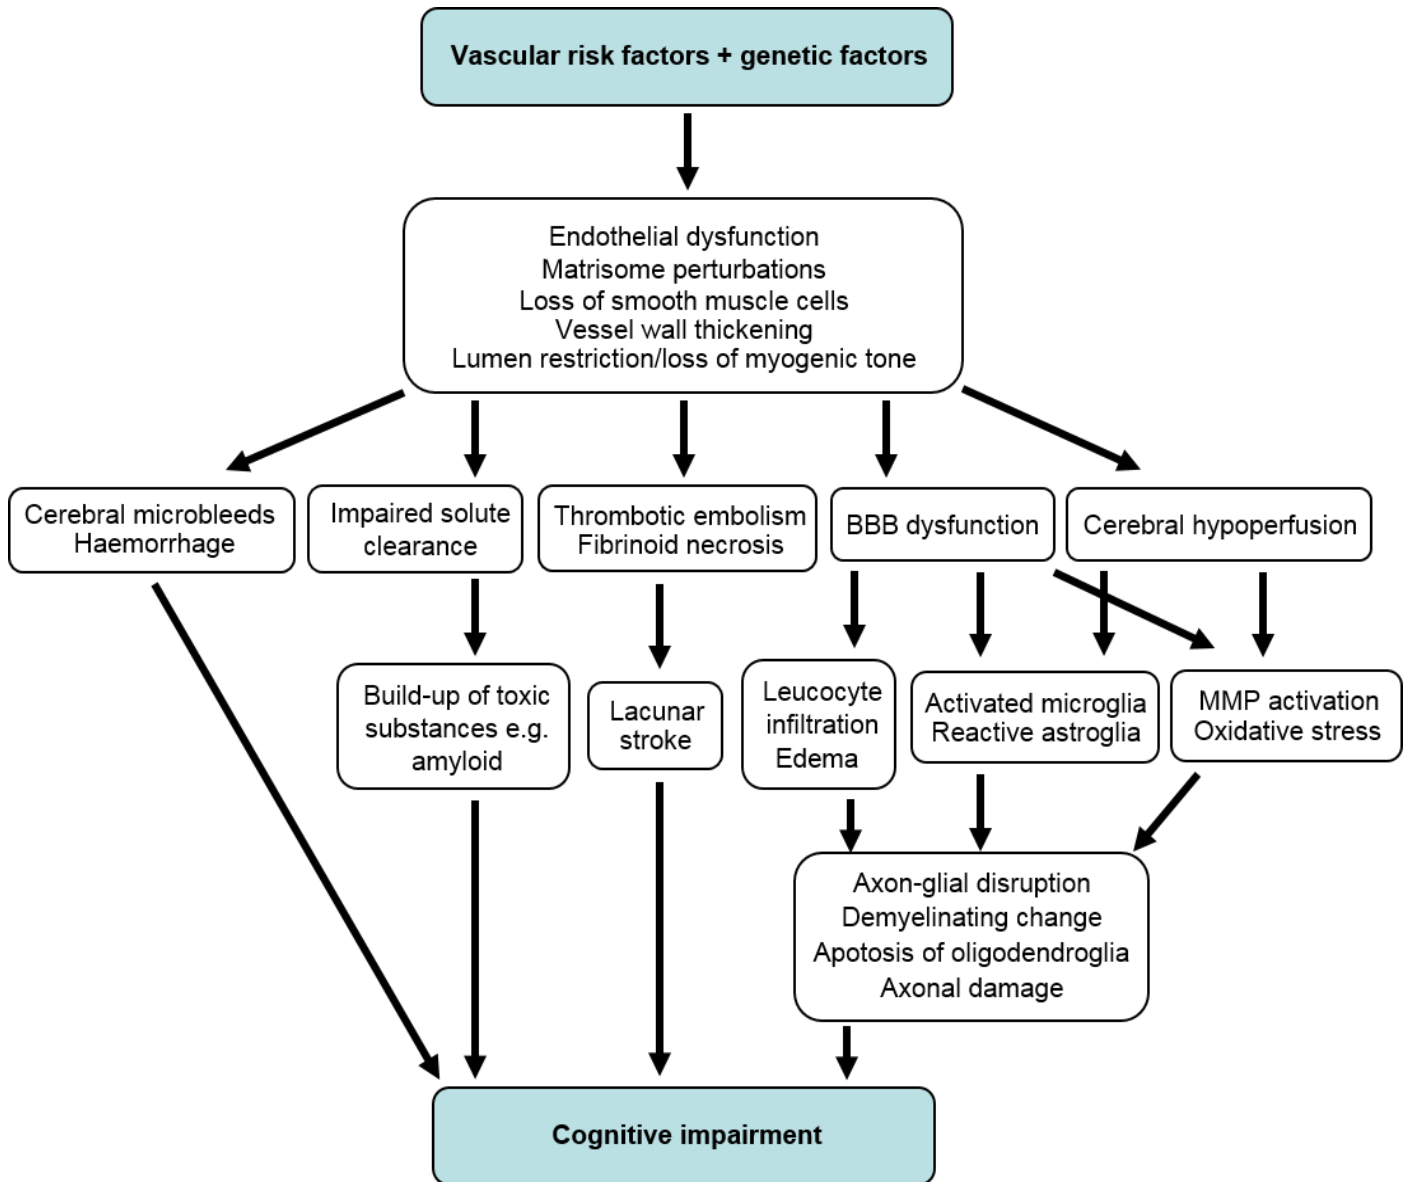 Vascular risk factors + genetic factors
Endothelial dysfunction
Matrisome perturbations
Loss of smooth muscle cells
Vessel wall thickening
Lumen restriction/loss of myogenic tone
Cerebral microbleeds
Haemorrhage
Impaired solute
clearance
Thrombotic embolism
Fibrinoid necrosis
BBB dysfunction
Cerebral hypoperfusion
Build-up of toxic
substances e.g.
amyloid
Lacunar
stroke
Leucocyte
infiltration
Edema
Activated microglia
Reactive astroglia
MMP activation
Oxidative stress
Axon-glial disruption
Demyelinating change
Apotosis of oligodendroglia
Axonal damage
Cognitive impairment